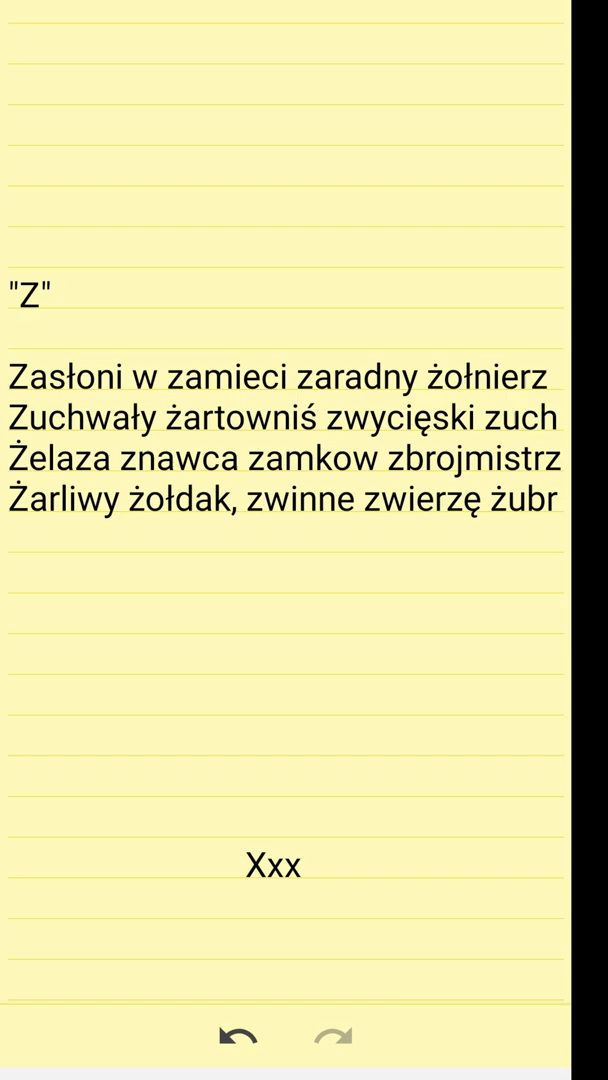 "Z"
Zasłoni w zamieci zaradny żołnierz
Zuchwały żartowniś zwycięski zuch
Żelaza znawca zamkow zbrojmistrz
Żarliwy żołdak, zwinne zwierzę żubr
Xxx